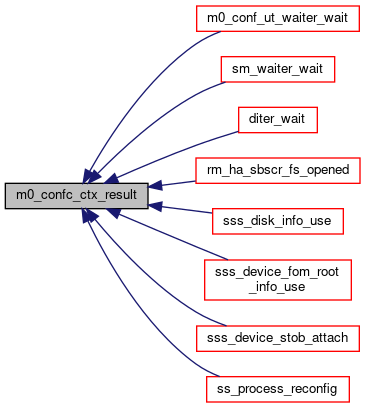 m0_conf_ut_waiter_wait
sm_waiter_wait
diter_wait
rm_ha_sbscr_fs_opened
m0_confc_ctx_result
sss_disk_info_use
sss_device_fom_root
_info_use
sss_device_stob_attach
ss_process_reconfig